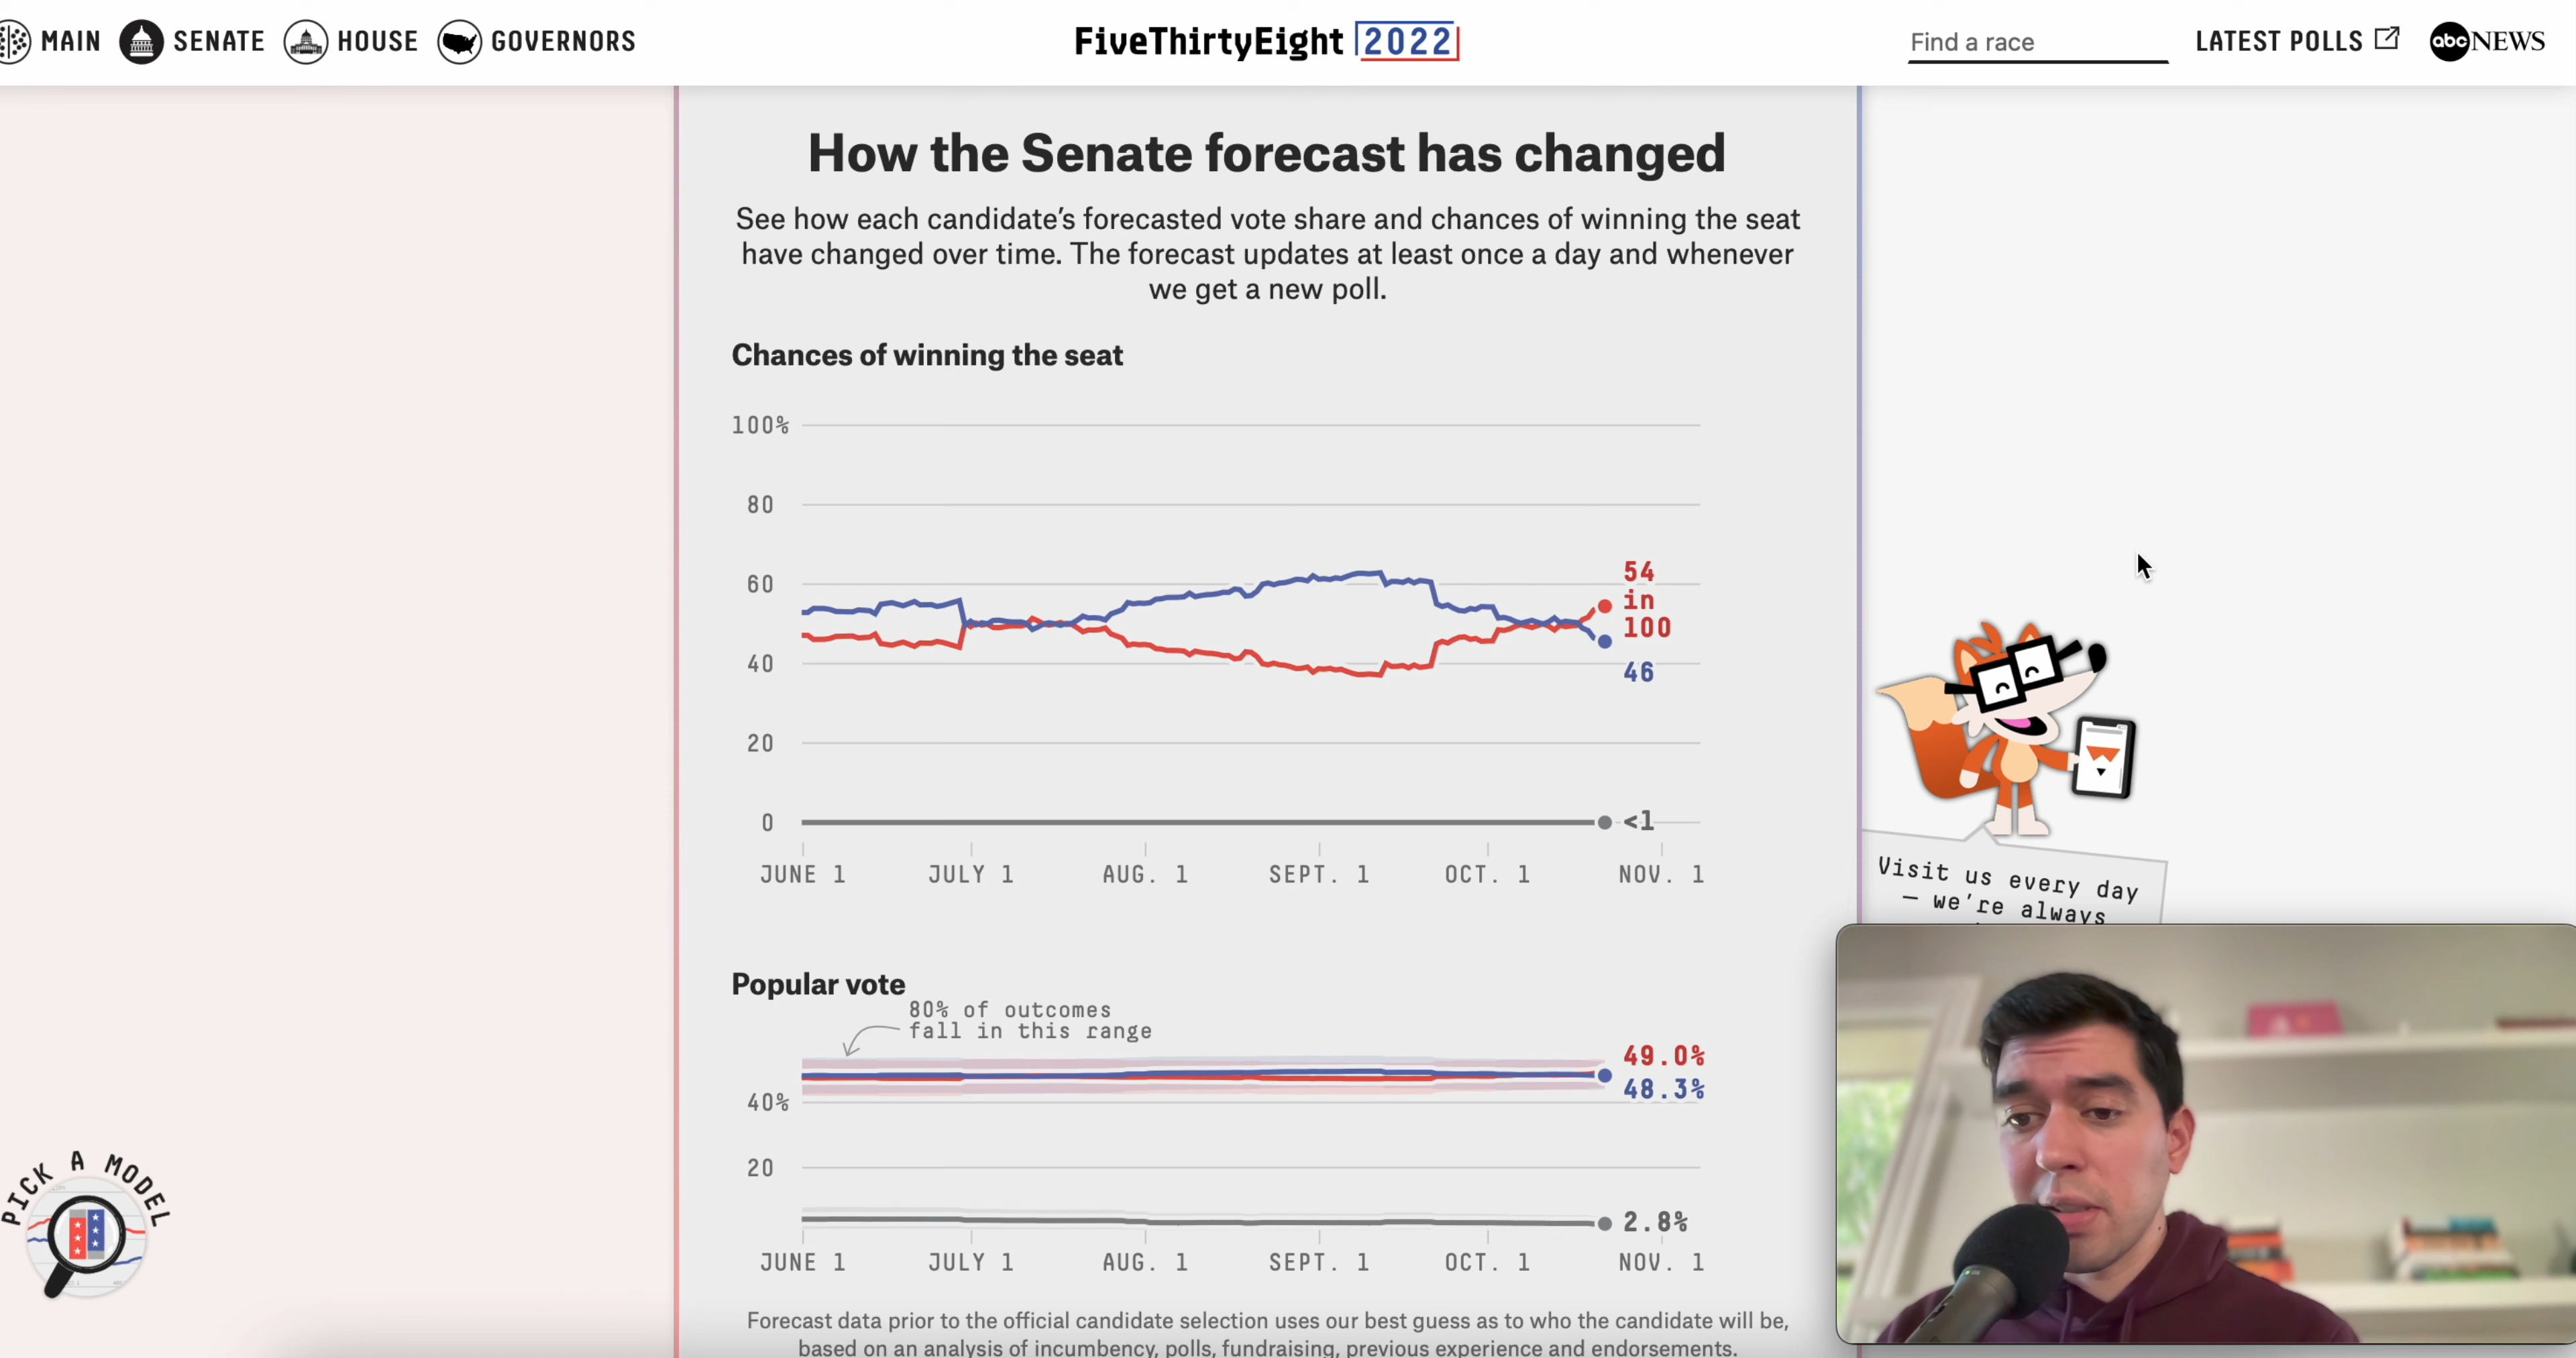 MAIN SENATE HOUSE GOVERNORS FiveThirtyEight 2022 Find a race LATEST POLLS abc NEWS
How the Senate forecast has changed
See how each candidate's forecasted vote share and chances of winning the seat
have changed over time. The forecast updates at least once a day and whenever
we get a new poll.
Chances of winning the seat
100%
80
60
40
20
0
54
in
100
46
<1
JUNE 1 JULY 1 AUG. 1 SEPT. 1 OCT. 1 NOV. 1
Visit us every day
— we're always
Popular vote
80% of outcomes
fall in this range
49.0%
48.3%
40%
20
2.8%
JUNE 1 JULY 1 AUG. 1 SEPT. 1 OCT. 1 NOV. 1
PICK A MODEL
Forecast data prior to the official candidate selection uses our best guess as to who the candidate will be,
based on an analysis of incumbency, polls, fundraising, previous experience and endorsements.